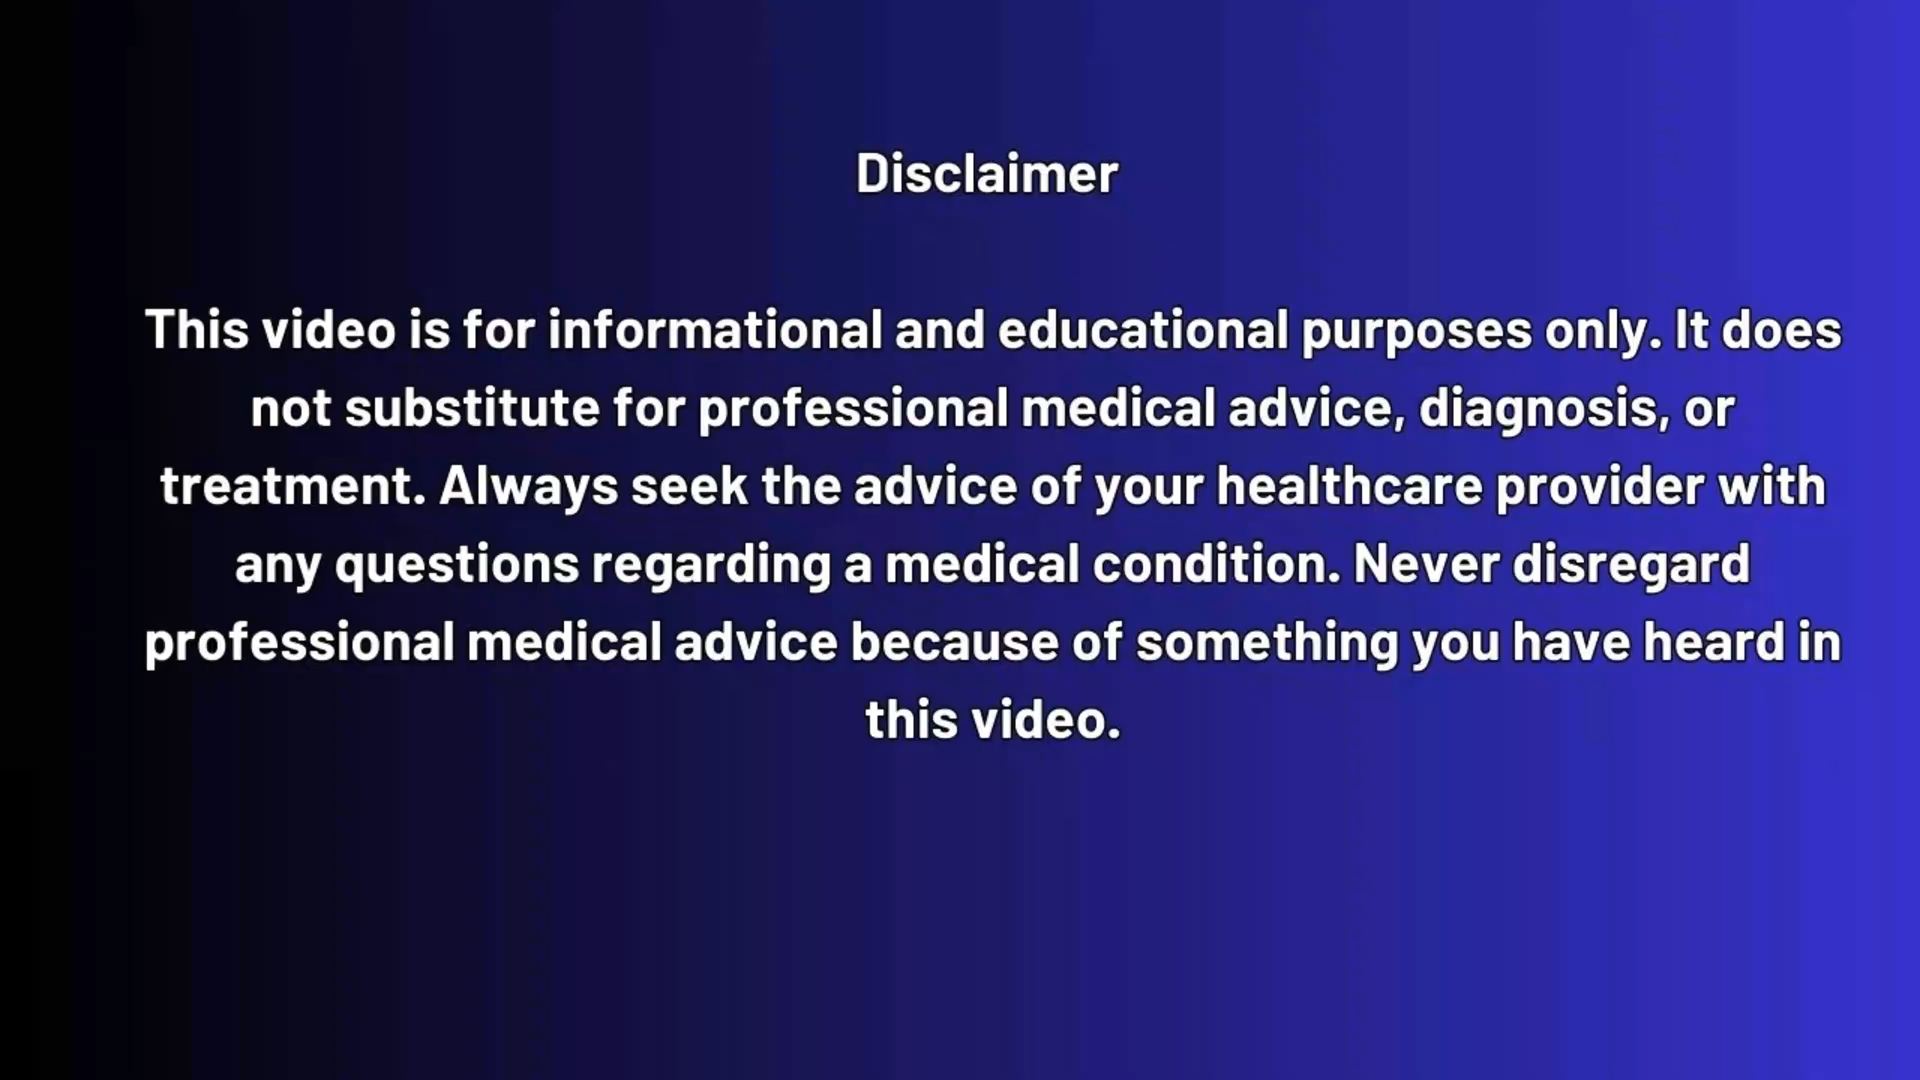 Disclaimer
This video is for informational and educational purposes only. It does
not substitute for professional medical advice, diagnosis, or
treatment. Always seek the advice of your healthcare provider with
any questions regarding a medical condition. Never disregard
professional medical advice because of something you have heard in
this video.